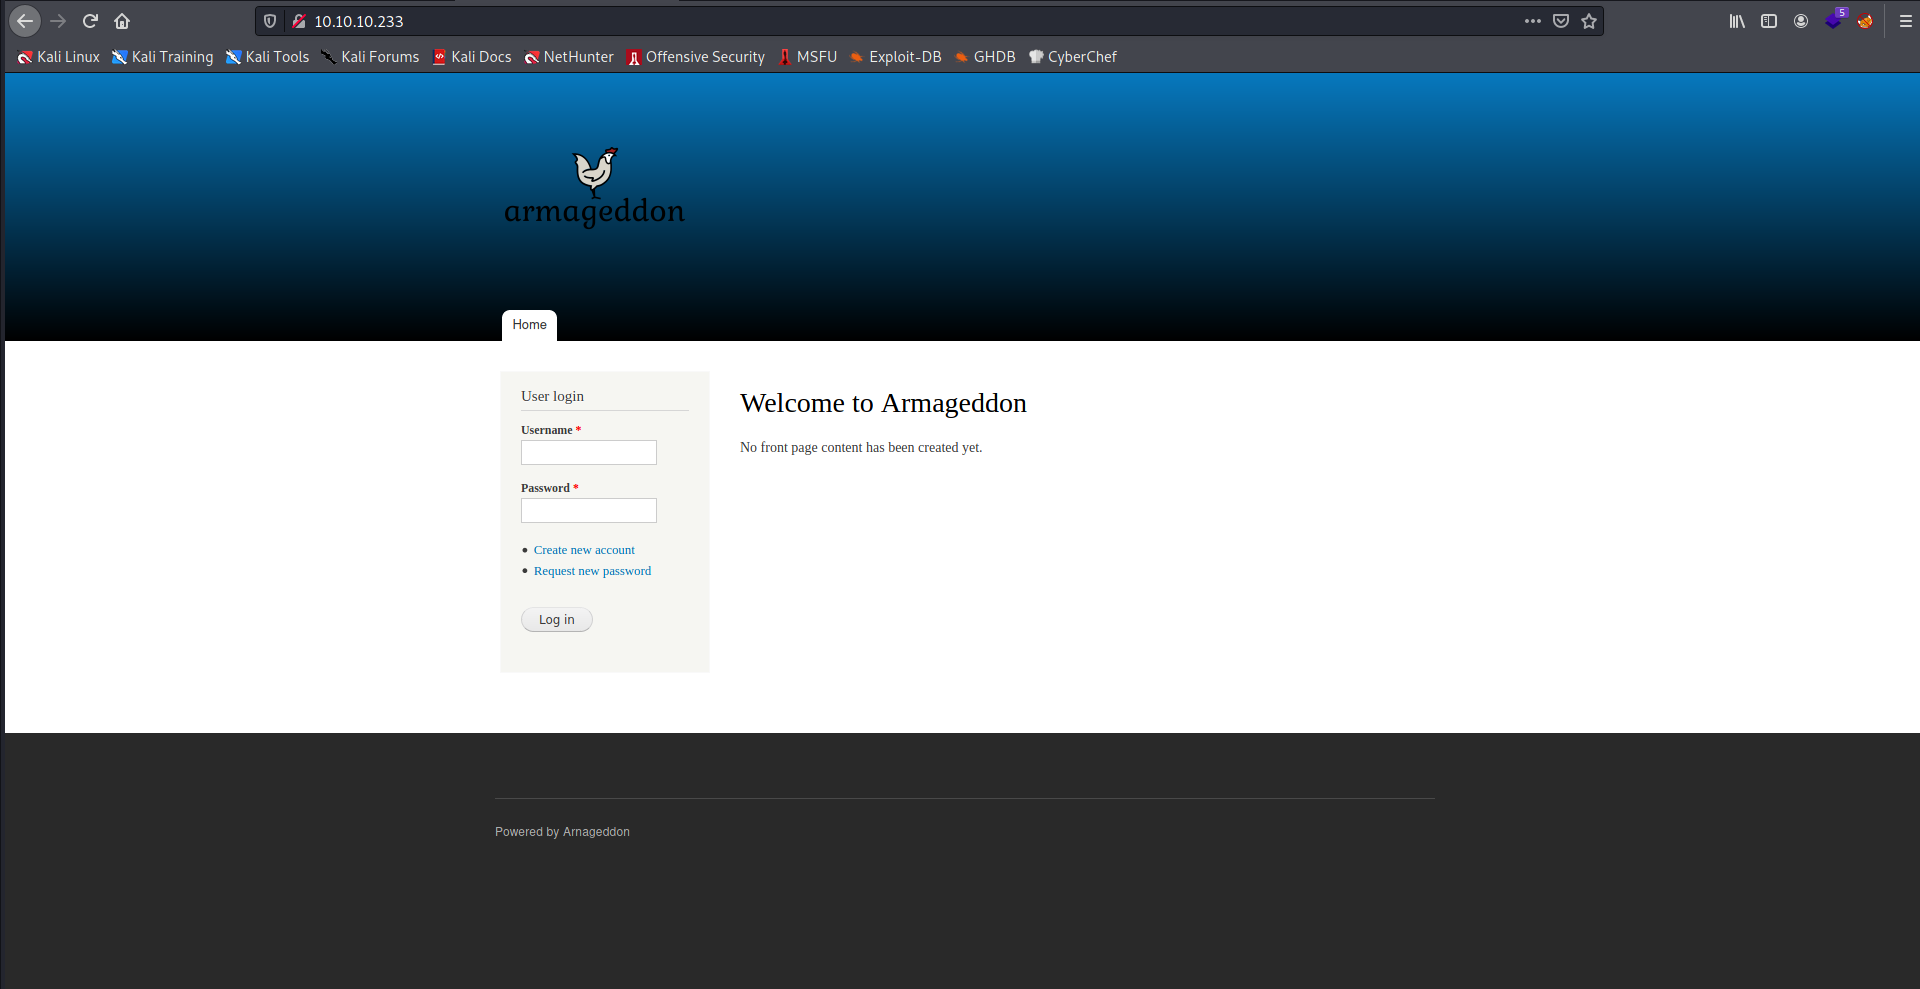 10.10.10.233
5
Kali Linux Kali Training Kali Tools Kali Forums Kali Docs NetHunter Offensive Security MSFU Exploit-DB GHDB CyberChef
armageddon
Home
User login
Username *
Password *
Create new account
Request new password
Log in
Welcome to Armageddon
No front page content has been created yet.
Powered by Arnageddon